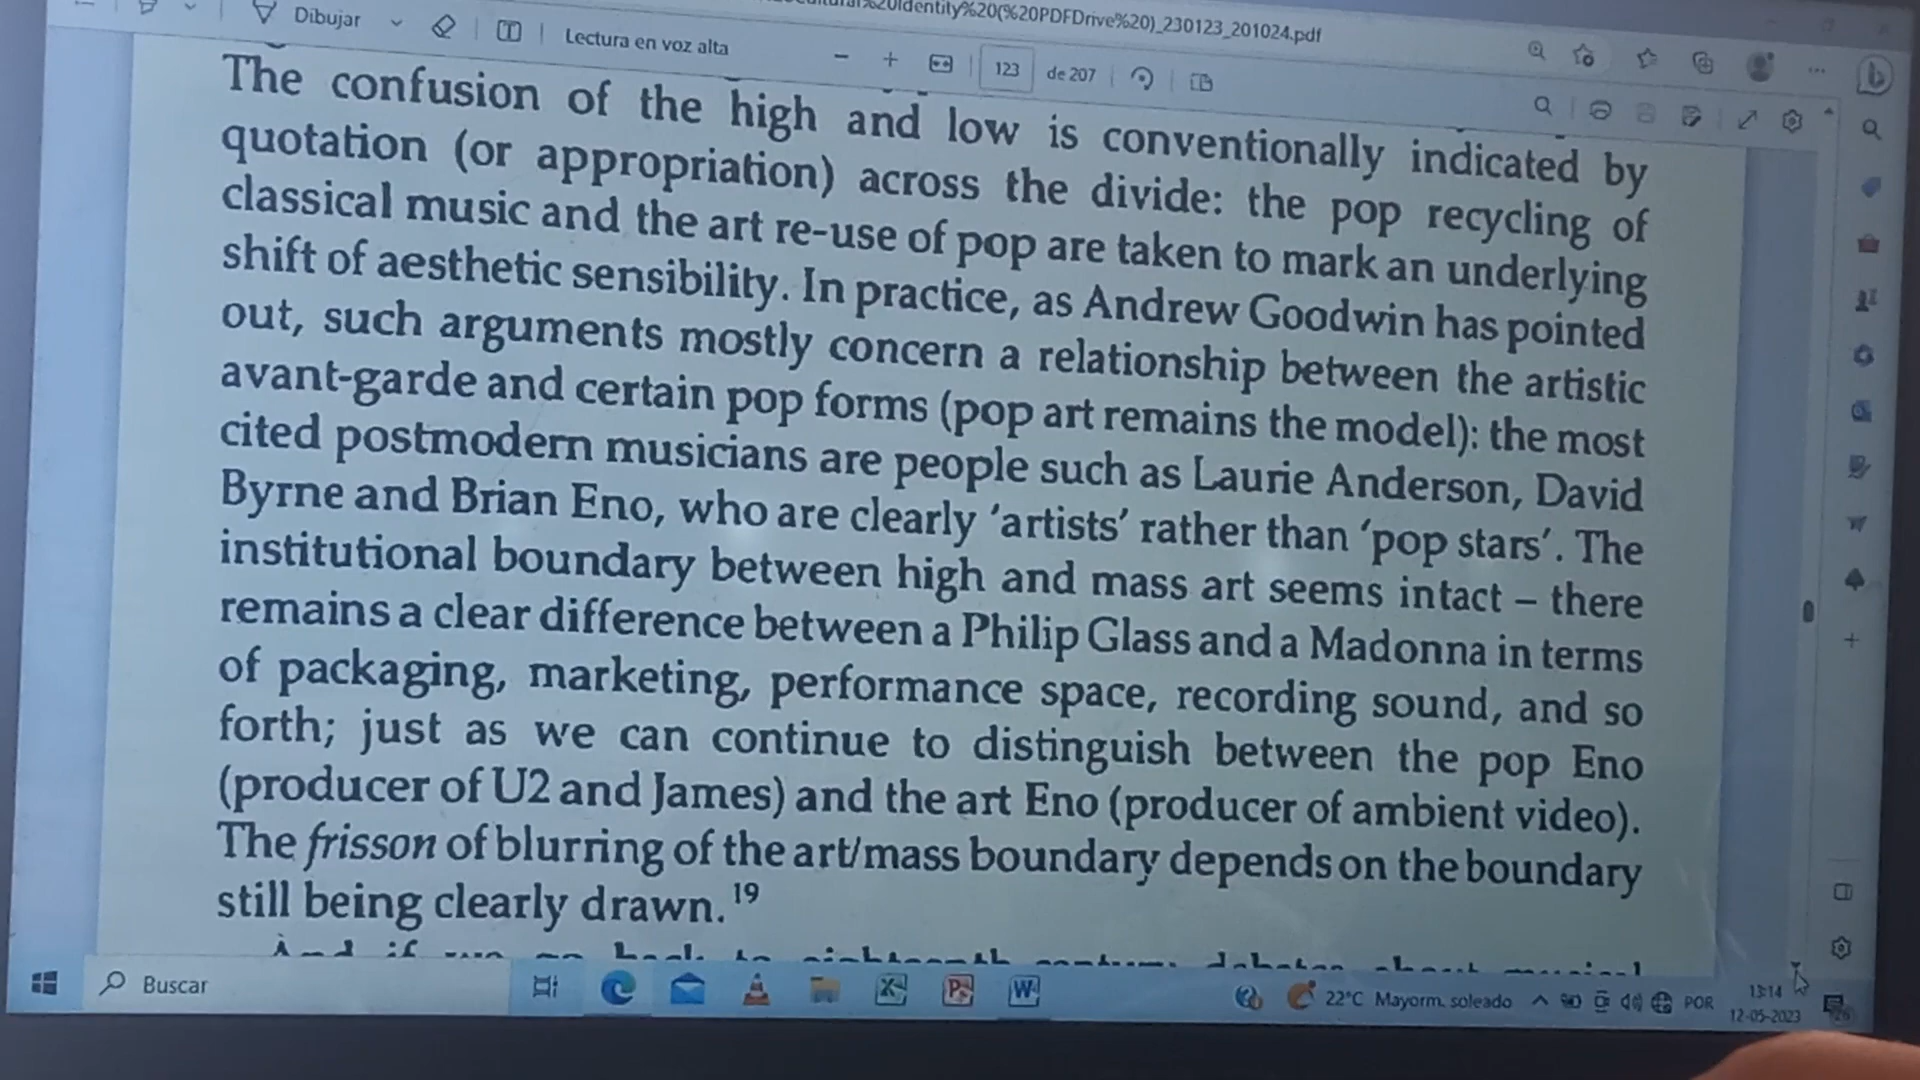 Dibujar
Lectura en voz alta
20Identity%20(%20PDFDrive%20)_230123_201024.pdf
123 de 207
The confusion of the high and low is conventionally indicated by
quotation (or appropriation) across the divide: the pop recycling of
classical music and the art re-use of pop are taken to mark an underlying
shift of aesthetic sensibility. In practice, as Andrew Goodwin has pointed
out, such arguments mostly concern a relationship between the artistic
avant-garde and certain pop forms (pop art remains the model): the most
cited postmodern musicians are people such as Laurie Anderson, David
Byrne and Brian Eno, who are clearly ‘artists’ rather than ‘pop stars’. The
institutional boundary between high and mass art seems intact – there
remains a clear difference between a Philip Glass and a Madonna in terms
of packaging, marketing, performance space, recording sound, and so
forth; just as we can continue to distinguish between the pop Eno
(producer of U2 and James) and the art Eno (producer of ambient video).
The frisson of blurring of the art/mass boundary depends on the boundary
still being clearly drawn.19
Buscar
22°C Mayorm. soleado
POR
13:14
12-05-2023